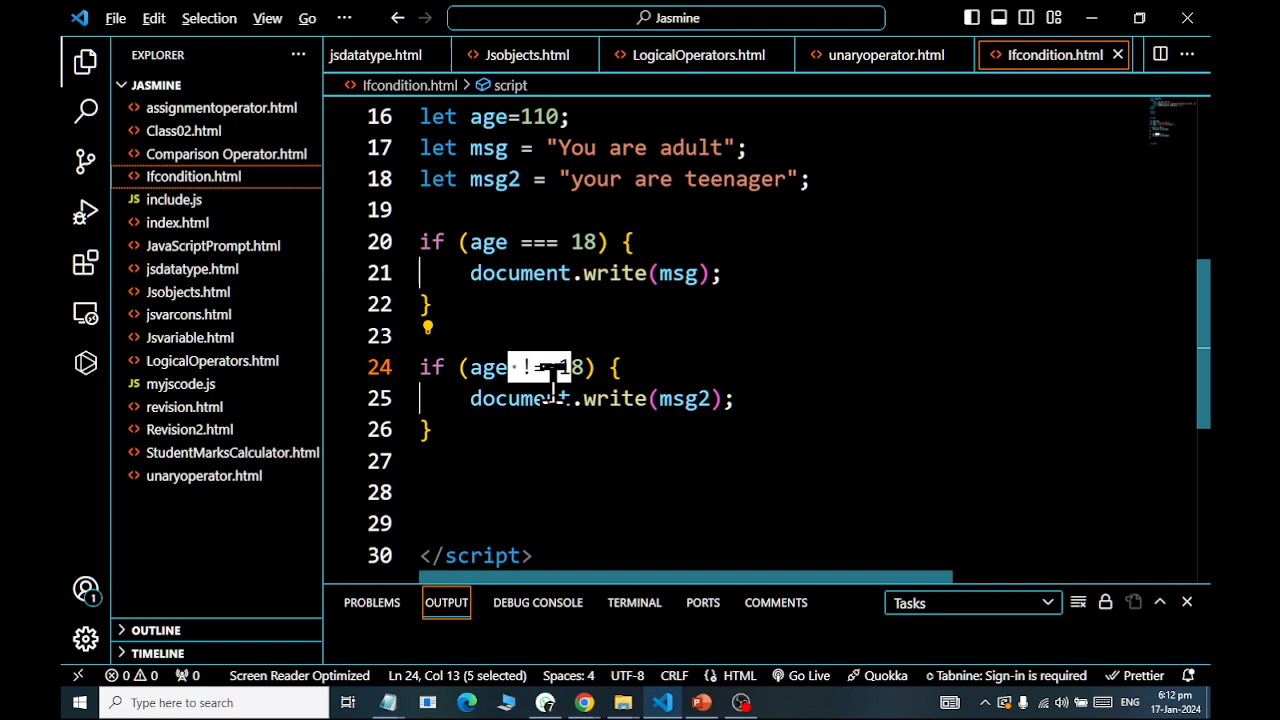 File Edit Selection View Go ··· Jasmine
EXPLORER ···
jsdatatype.html Jsobjects.html LogicalOperators.html unaryoperator.html Ifcondition.html
JASMINE
Ifcondition.html > script
assignmentoperator.html
Class02.html
Comparison Operator.html
Ifcondition.html
JS include.js
index.html
JavaScriptPrompt.html
jsdatatype.html
Jsobjects.html
jsvarcons.html
Jsvariable.html
LogicalOperators.html
JS myjscode.js
revision.html
Revision2.html
StudentMarksCalculator.html
unaryoperator.html
OUTLINE
TIMELINE
16 let age=110;
17 let msg = "You are adult";
18 let msg2 = "your are teenager";
19
20 if (age === 18) {
21 document.write(msg);
22 }
23
24 if (age !==18) {
25 document.write(msg2);
26 }
27
28
29
30 </script>
PROBLEMS OUTPUT DEBUG CONSOLE TERMINAL PORTS COMMENTS Tasks
1
0 0 0 Screen Reader Optimized Ln 24, Col 13 (5 selected) Spaces: 4 UTF-8 CRLF HTML Go Live Quokka Tabnine: Sign-in is required Prettier
Type here to search
6:12 pm
17-Jan-2024